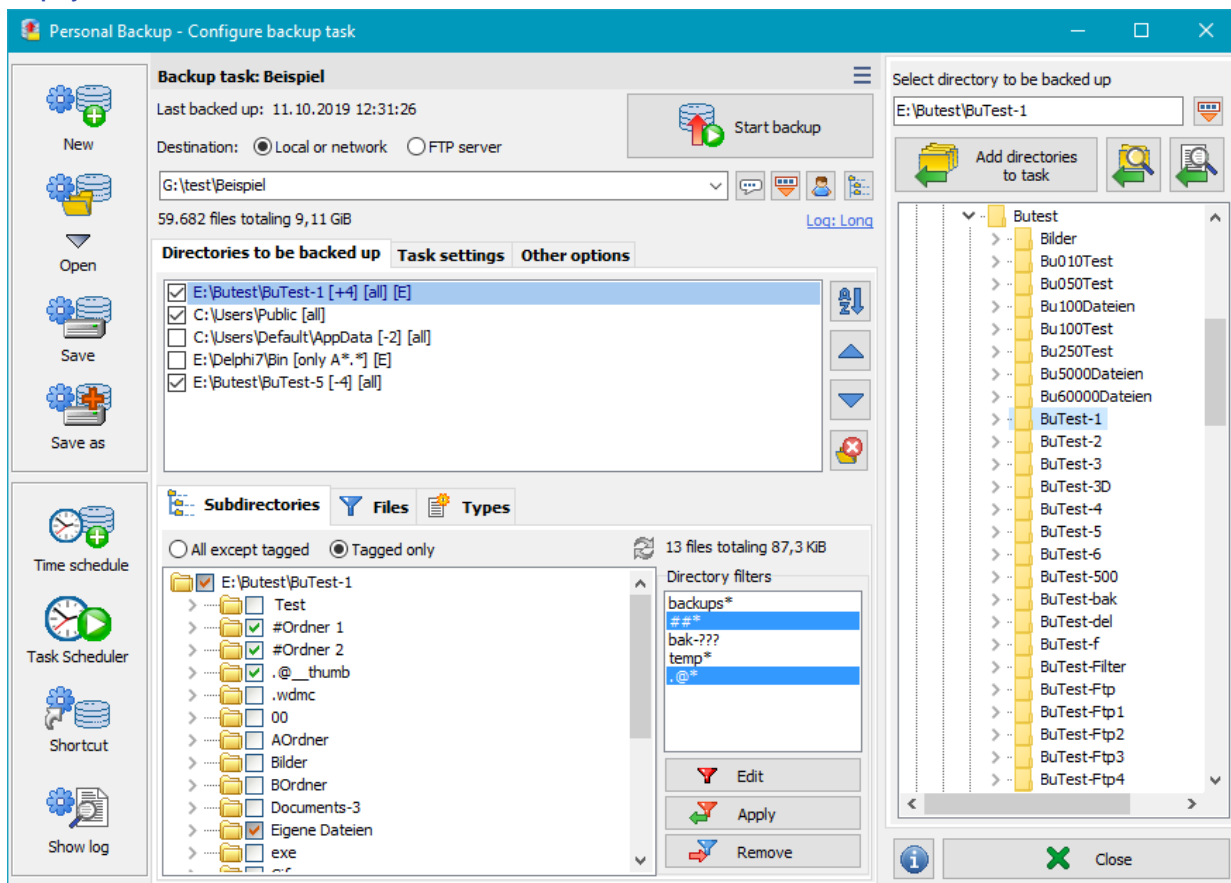 Personal Backup - Configure backup task
New
Open
Save
Save as
Time schedule
Task Scheduler
Shortcut
Show log
Backup task: Beispiel
Last backed up: 11.10.2019 12:31:26
Start backup
Destination: Local or network FTP server
G:\test\Beispiel
59.682 files totaling 9,11 GiB
Log: Long
Directories to be backed up Task settings Other options
E:\Butest\BuTest-1 [+4] [all] [E]
C:\Users\Public [all]
C:\Users\Default\AppData [-2] [all]
E:\Delphi7\Bin [only A*.*] [E]
E:\Butest\BuTest-5 [-4] [all]
Subdirectories Files Types
All except tagged Tagged only
13 files totaling 87,3 KiB
E:\Butest\BuTest-1
Test
#Ordner 1
#Ordner 2
.@__thumb
.wdmc
00
AOrdner
Bilder
BOrdner
Documents-3
Eigene Dateien
exe
Directory filters
backups*
##*
bak-???
temp*
.@*
Edit
Apply
Remove
Select directory to be backed up
E:\Butest\BuTest-1
Add directories
to task
Butest
Bilder
Bu010Test
Bu050Test
Bu100Dateien
Bu100Test
Bu250Test
Bu5000Dateien
Bu60000Dateien
BuTest-1
BuTest-2
BuTest-3
BuTest-3D
BuTest-4
BuTest-5
BuTest-6
BuTest-500
BuTest-bak
BuTest-del
BuTest-f
BuTest-Filter
BuTest-Ftp
BuTest-Ftp1
BuTest-Ftp2
BuTest-Ftp3
BuTest-Ftp4
Close